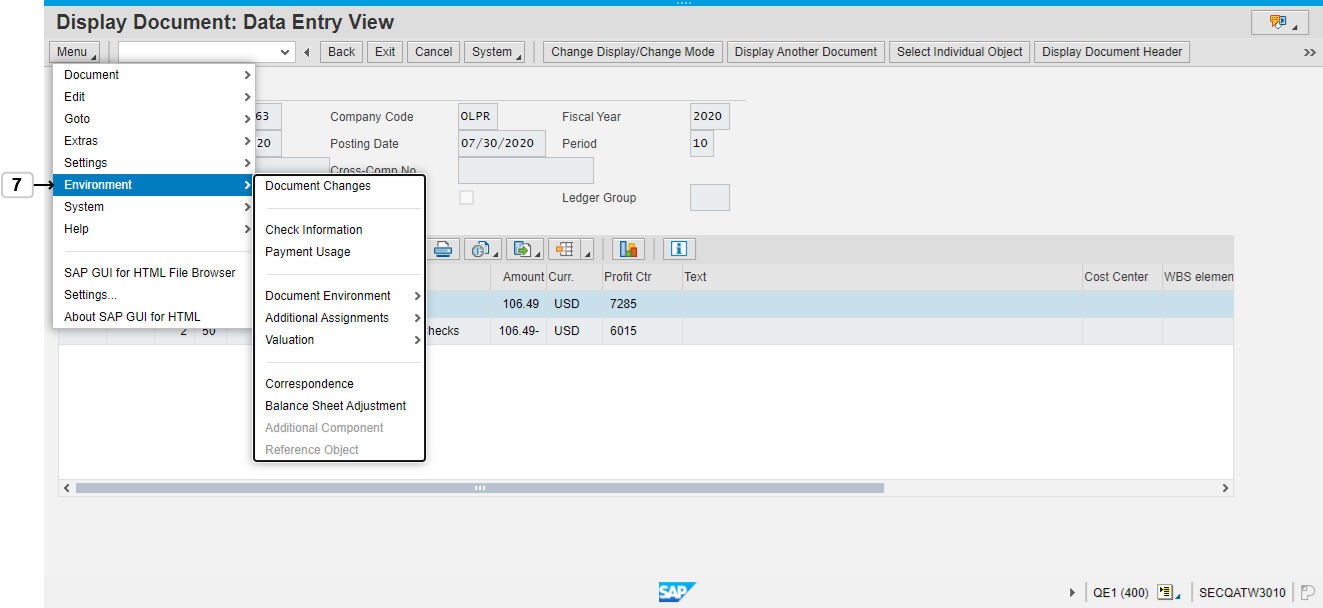 Display Document: Data Entry View
Menu Back Exit Cancel System Change Display/Change Mode Display Another Document Select Individual Object Display Document Header
Document
Edit
Goto
Extras
Settings
7 Environment
System
Help
SAP GUI for HTML File Browser
Settings...
About SAP GUI for HTML
63 Company Code OLPR Fiscal Year 2020
20 Posting Date 07/30/2020 Period 10
Cross-Comp No
Ledger Group
Document Changes
Check Information
Payment Usage
Document Environment
Additional Assignments
Valuation
Correspondence
Balance Sheet Adjustment
Additional Component
Reference Object
Amount Curr. Profit Ctr Text Cost Center WBS elemen
106.49 USD 7285
2 50 hecks 106.49- USD 6015
SAP QE1 (400) SECQATW3010